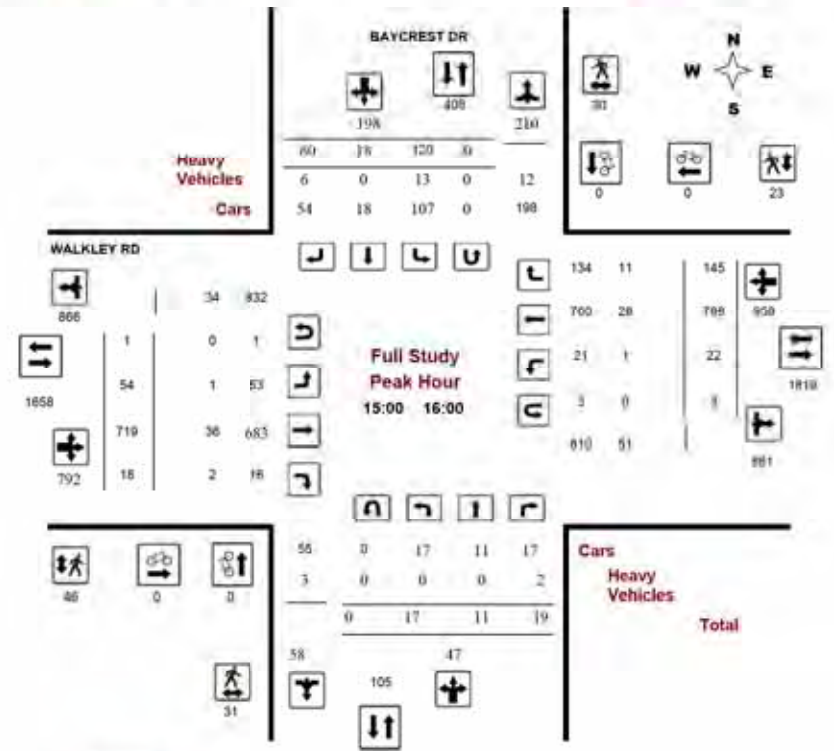 BAYCREST DR
N
W E
S
408
198 210
30
60 18 120 0
Heavy
Vehicles 6 0 13 0 12
Cars 54 18 107 0 198
0 0 23
WALKLEY RD
134 11 145
34 832
866
760 28
1 0 1
Full Study
21 1 22
54 1 53
Peak Hour
1658
15:00 16:00
3 0
719 36 683
810 51
792 18 2 16
861
55 0 17 11 17 Cars
3 0 0 0 2 Heavy
Vehicles
46 0 0
0 17 11 19 Total
58 47
105
31